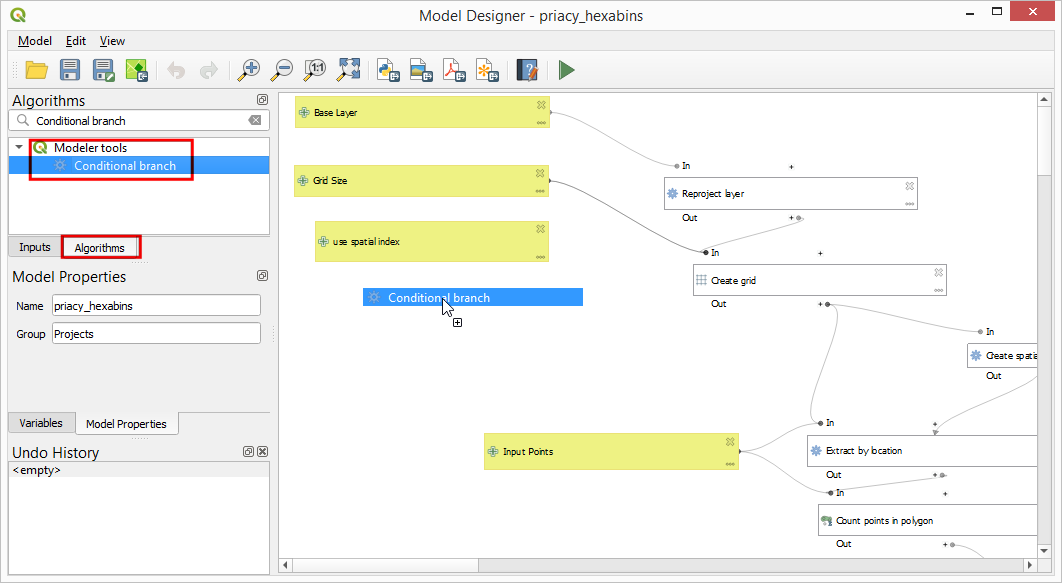 Model Designer - priacy_hexabins
Model Edit View
1:1
Algorithms
Conditional branch
Modeler tools
Conditional branch
Inputs Algorithms
Model Properties
Name priacy_hexabins
Group Projects
Variables Model Properties
Undo History
<empty>
Base Layer
In
Grid Size
Reproject layer
Out
use spatial index
In
Create grid
Conditional branch
Out
In
Create spatia
Out
In
Input Points
Extract by location
Out
In
Count points in polygon
Out